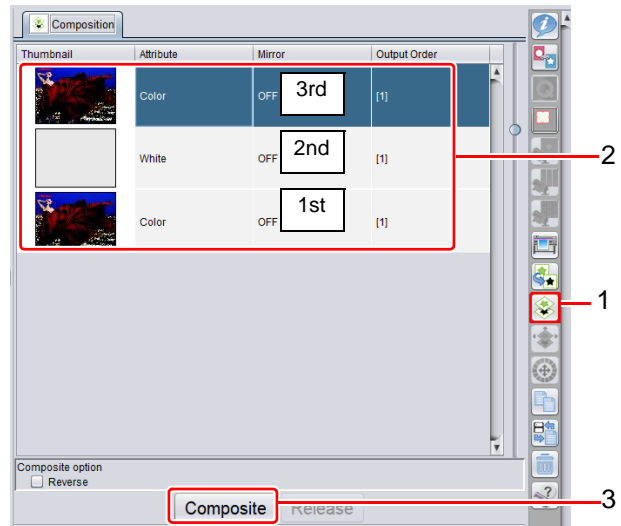 Composition
Thumbnail Attribute Mirror Output Order
Color OFF 3rd [1]
White OFF 2nd [1]
2
Color OFF 1st [1]
1
Composite option
Reverse
Composite Release
3